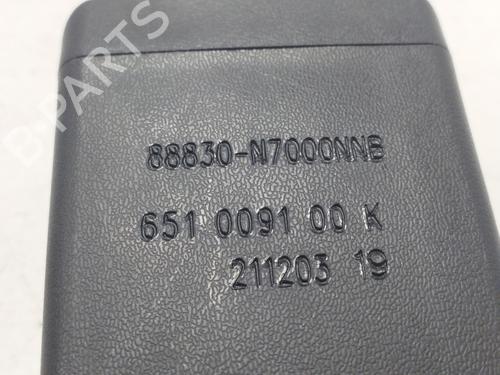 B-PARTS
88830-N7000NNB
651 0091 00 K
211203 19